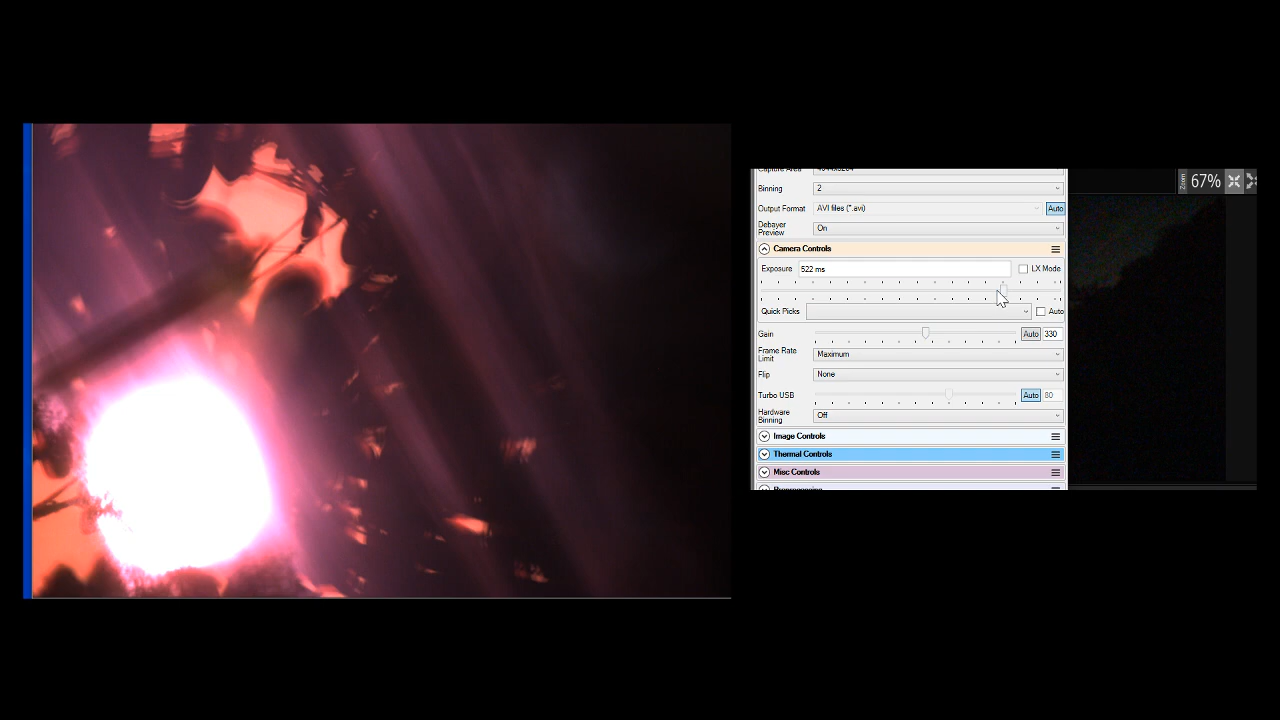 Zoom 67%
Binning 2
Output Format AVI files (*.avi) Auto
Debayer
Preview On
Camera Controls
Exposure 522 ms LX Mode
Quick Picks Auto
Gain Auto 330
Frame Rate
Limit Maximum
Flip None
Turbo USB Auto 80
Hardware
Binning Off
Image Controls
Thermal Controls
Misc Controls